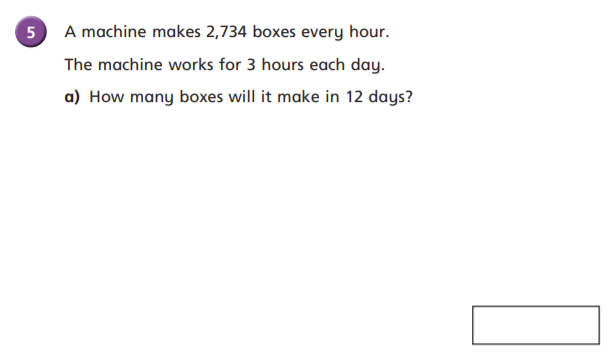 5 A machine makes 2,734 boxes every hour.
The machine works for 3 hours each day.
a) How many boxes will it make in 12 days?